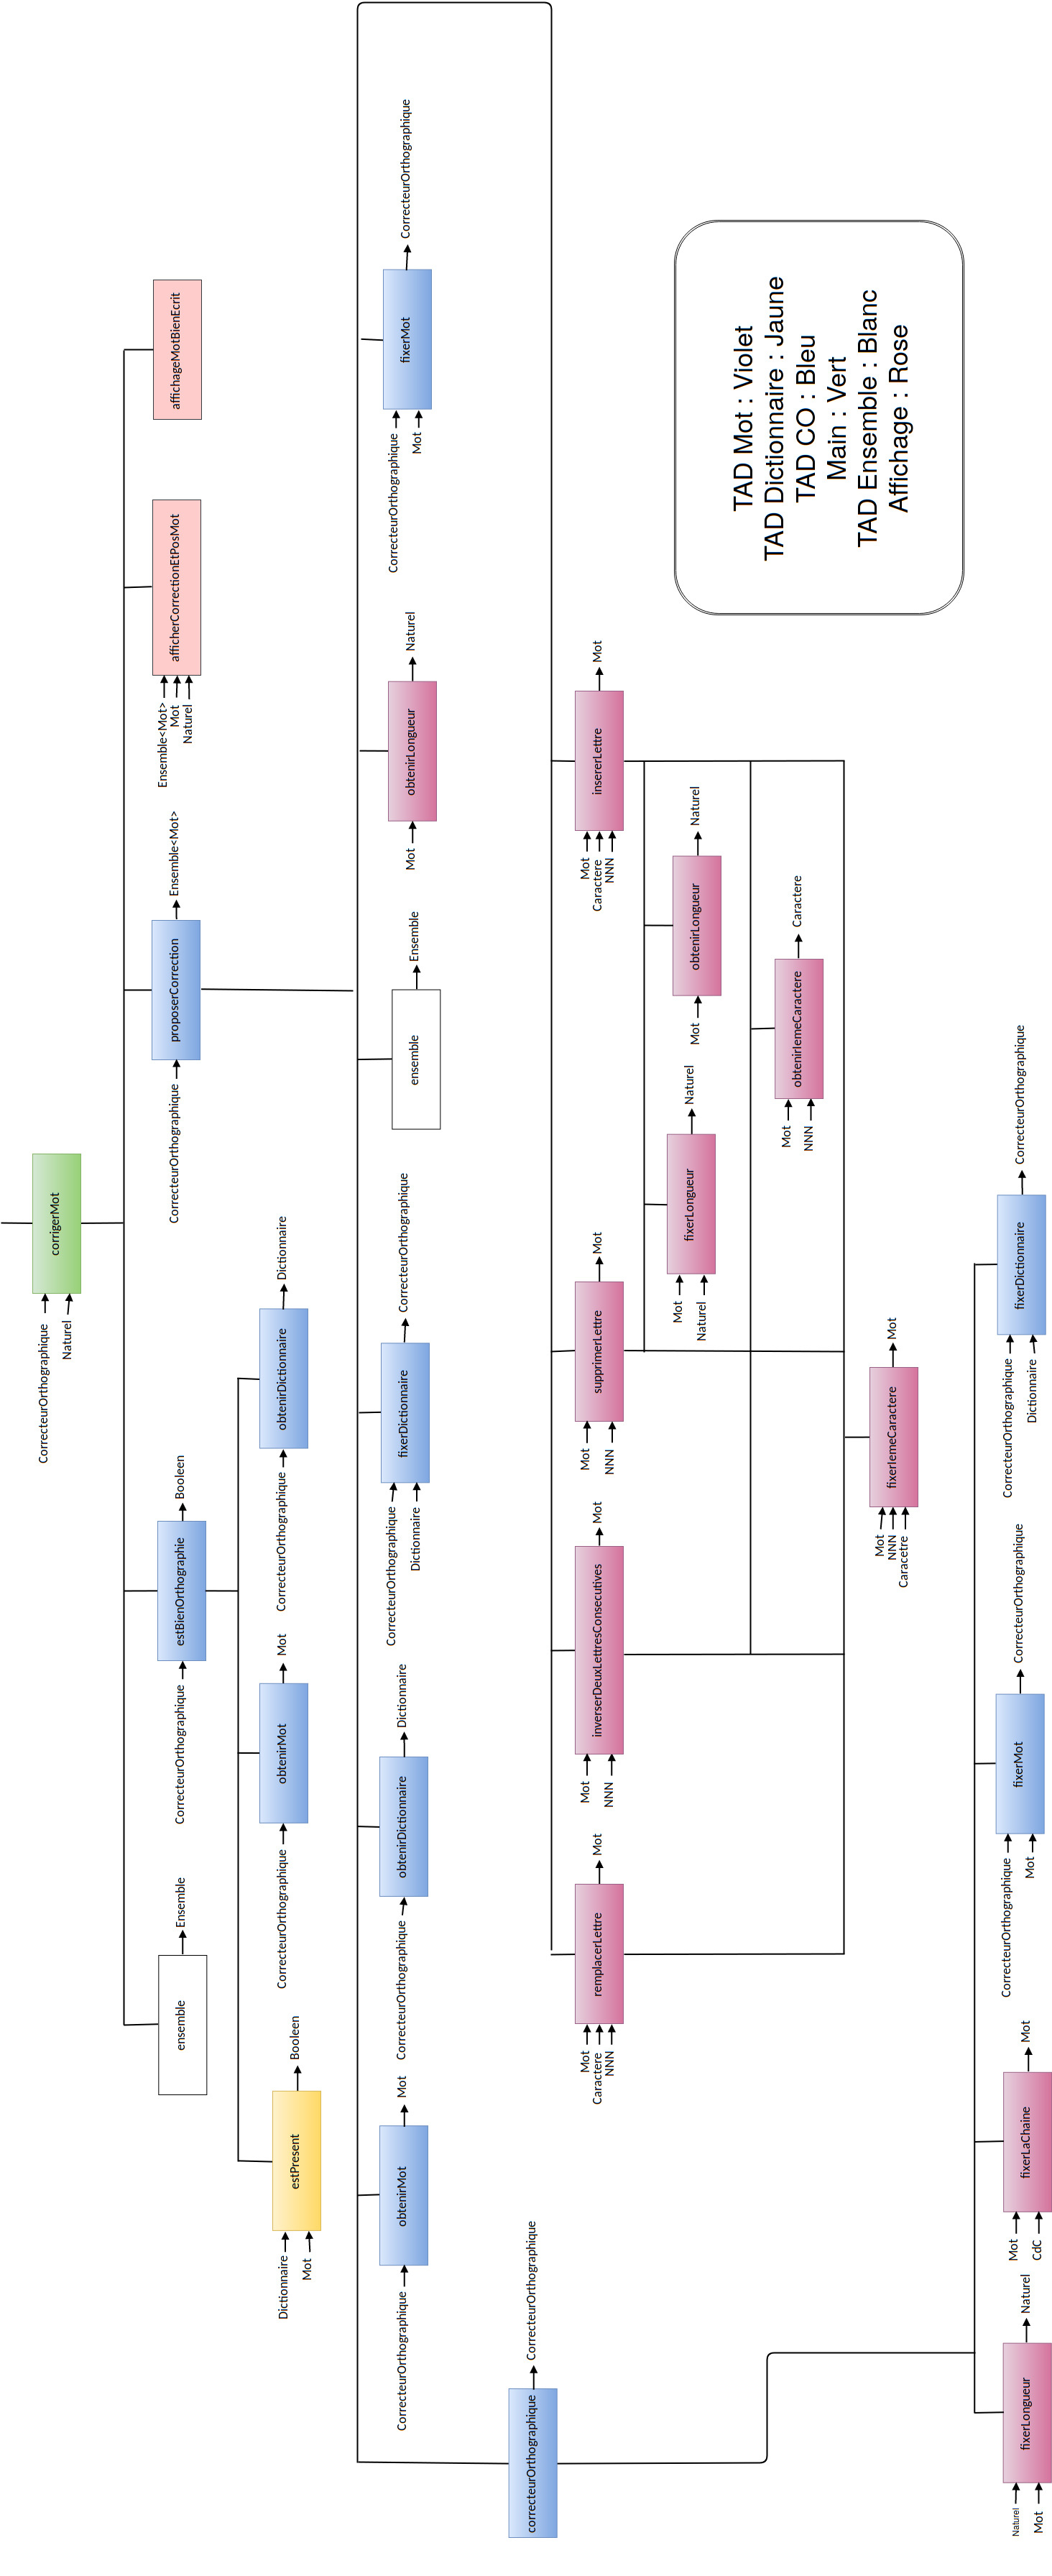 corrigerMot
CorrecteurOrthographique
Naturel
ensemble
Ensemble
estBienOrthographie
CorrecteurOrthographique
Booleen
proposerCorrection
CorrecteurOrthographique
Ensemble<Mot>
afficherCorrectionEtPosMot
Ensemble<Mot>
Mot
Naturel
affichageMotBienEcrit
estPresent
Dictionnaire
Mot
Booleen
obtenirMot
CorrecteurOrthographique
Mot
obtenirDictionnaire
CorrecteurOrthographique
Dictionnaire
obtenirMot
CorrecteurOrthographique
Mot
obtenirDictionnaire
CorrecteurOrthographique
Dictionnaire
fixerDictionnaire
CorrecteurOrthographique
Dictionnaire
CorrecteurOrthographique
ensemble
Ensemble
obtenirLongueur
Mot
Naturel
fixerMot
CorrecteurOrthographique
Mot
CorrecteurOrthographique
correcteurOrthographique
CorrecteurOrthographique
remplacerLettre
Mot
Caractere
NNN
Mot
inverserDeuxLettresConsecutives
Mot
NNN
Mot
supprimerLettre
Mot
NNN
Mot
insererLettre
Mot
Caractere
NNN
Mot
fixerLongueur
Mot
Naturel
Naturel
obtenirLongueur
Mot
Naturel
obtenirIemeCaractere
Mot
NNN
Caractere
fixerIemeCaractere
Mot
NNN
Caracetre
Mot
TAD Mot : Violet
TAD Dictionnaire : Jaune
TAD CO : Bleu
Main : Vert
TAD Ensemble : Blanc
Affichage : Rose
fixerLongueur
Naturel
Mot
Naturel
fixerLaChaine
Mot
CdC
Mot
fixerMot
CorrecteurOrthographique
Mot
CorrecteurOrthographique
fixerDictionnaire
CorrecteurOrthographique
Dictionnaire
CorrecteurOrthographique